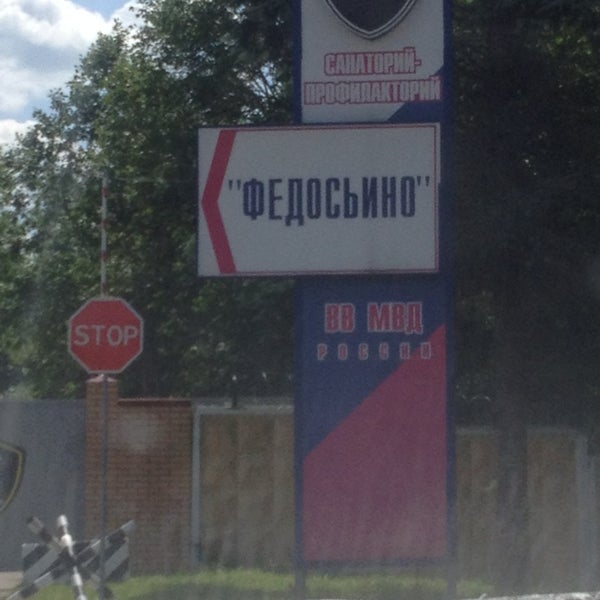 САНАТОРИЙ-
ПРОФИЛАКТОРИЙ
"ФЕДОСЬИНО"
STOP
ВВ МВД
РОССИИ